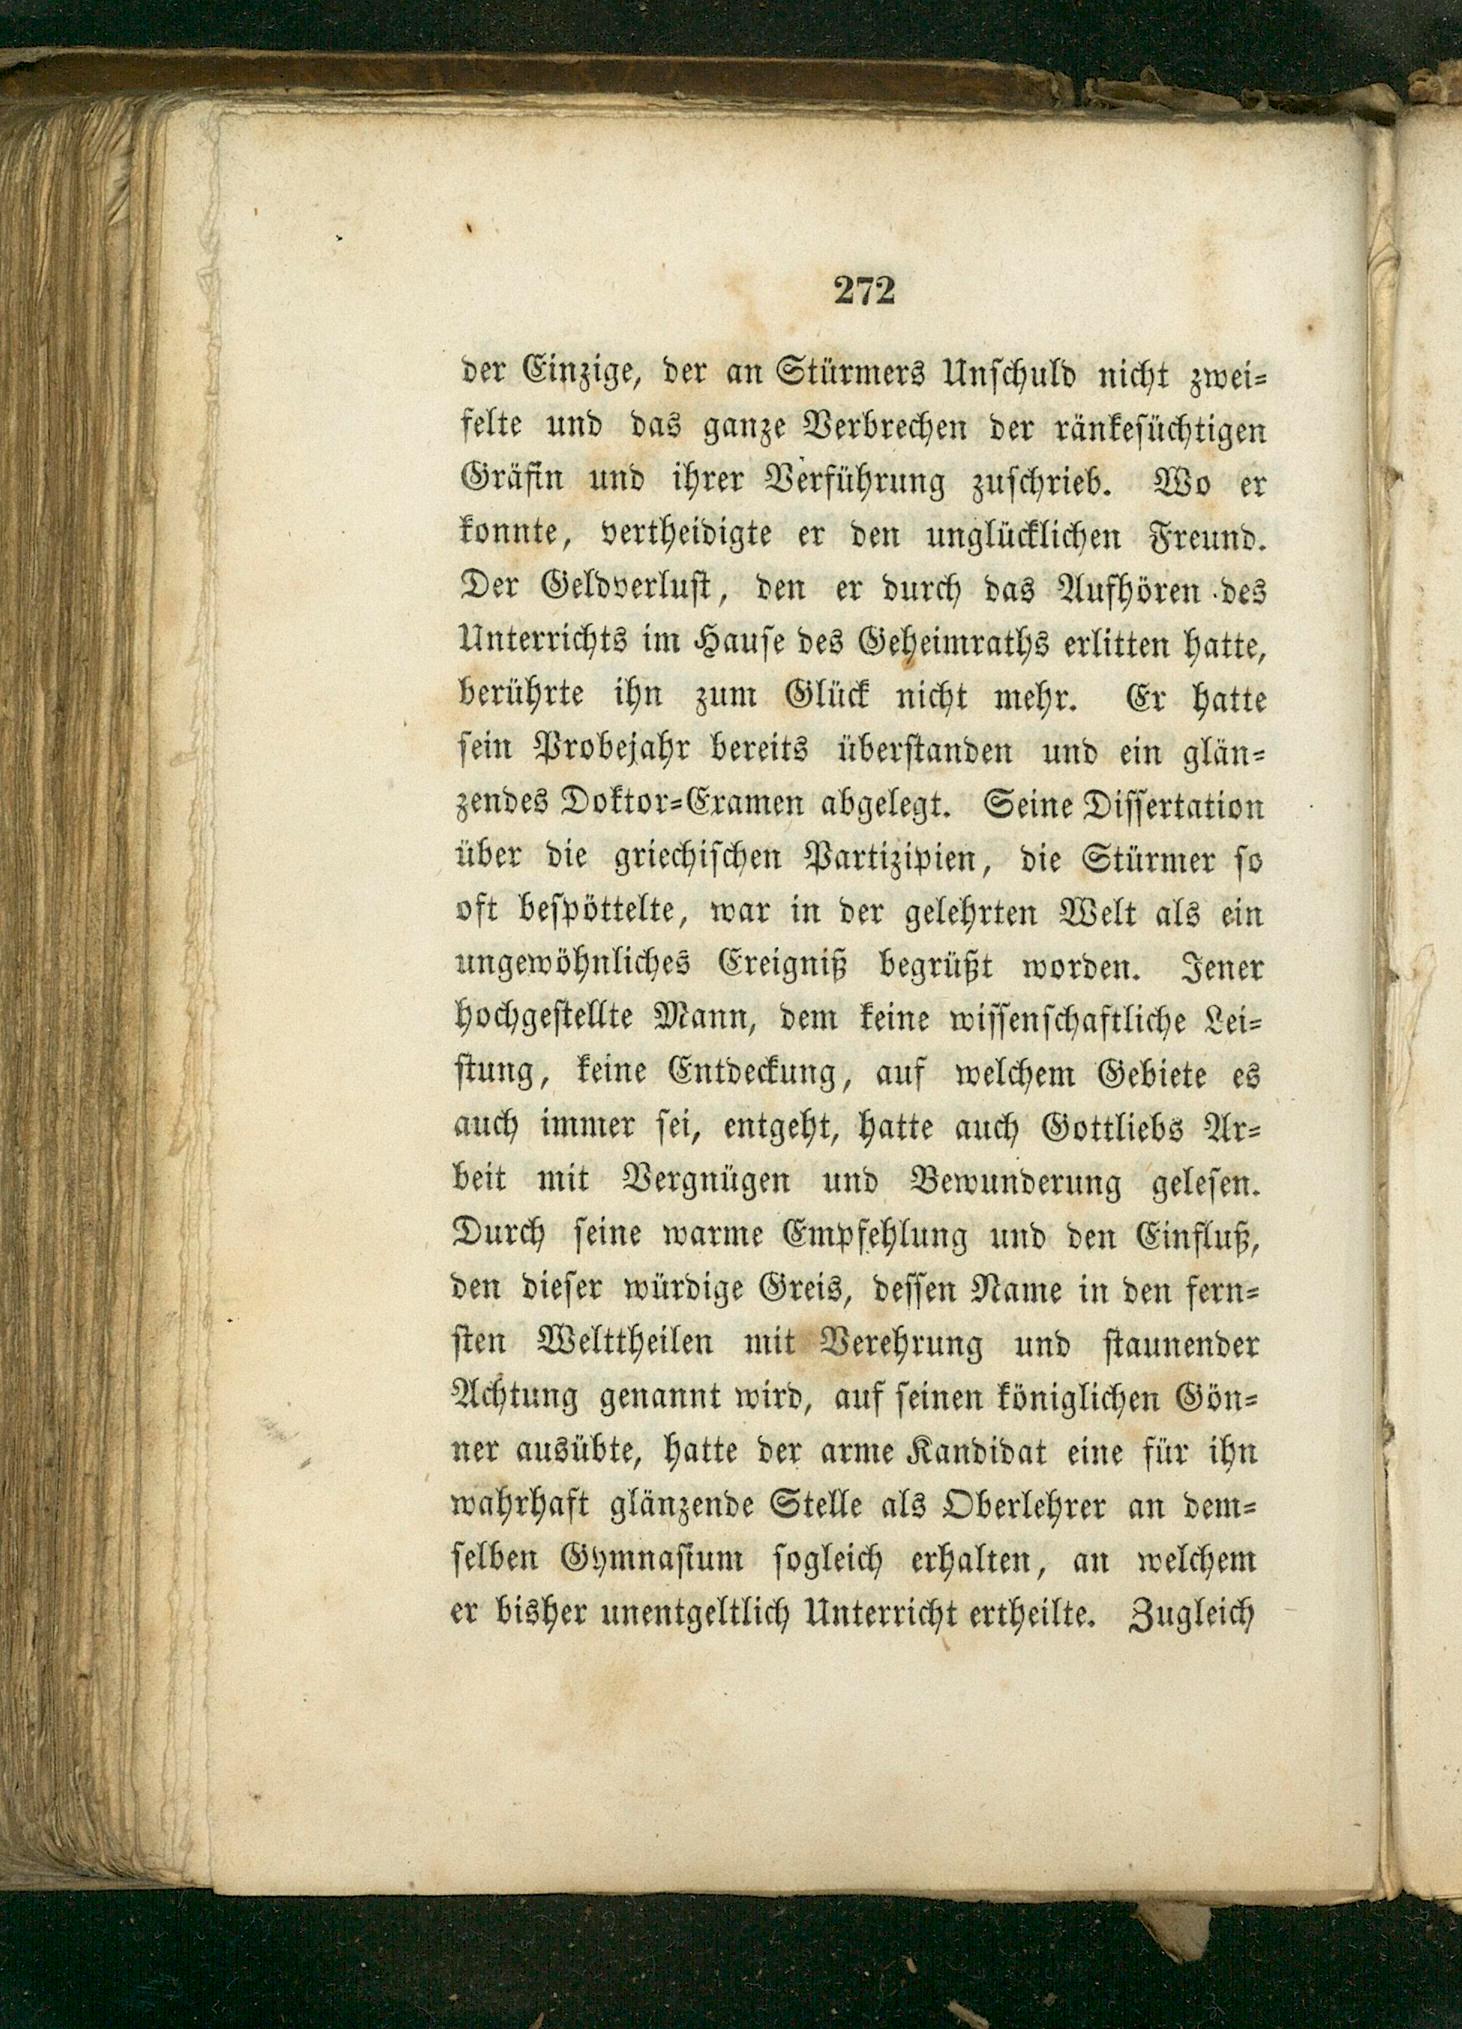 272
der Einzige, der an Stürmers Unschuld nicht zwei-
felte und das ganze Verbrechen der ränkesüchtigen
Gräfin und ihrer Verführung zuschrieb. Wo er
konnte, vertheidigte er den unglücklichen Freund.
Der Geldverlust, den er durch das Aufhören des
Unterrichts im Hause des Geheimraths erlitten hatte,
berührte ihn zum Glück nicht mehr. Er hatte
sein Probejahr bereits überstanden und ein glän-
zendes Doktor-Examen abgelegt. Seine Dissertation
über die griechischen Partizipien, die Stürmer so
oft bespöttelte, war in der gelehrten Welt als ein
ungewöhnliches Ereigniß begrüßt worden. Jener
hochgestellte Mann, dem keine wissenschaftliche Lei-
stung, keine Entdeckung, auf welchem Gebiete es
auch immer sei, entgeht, hatte auch Gottliebs Ar-
beit mit Vergnügen und Bewunderung gelesen.
Durch seine warme Empfehlung und den Einfluß,
den dieser würdige Greis, dessen Name in den fern-
sten Welttheilen mit Verehrung und staunender
Achtung genannt wird, auf seinen königlichen Gön-
ner ausübte, hatte der arme Kandidat eine für ihn
wahrhaft glänzende Stelle als Oberlehrer an dem-
selben Gymnasium sogleich erhalten, an welchem
er bisher unentgeltlich Unterricht ertheilte. Zugleich